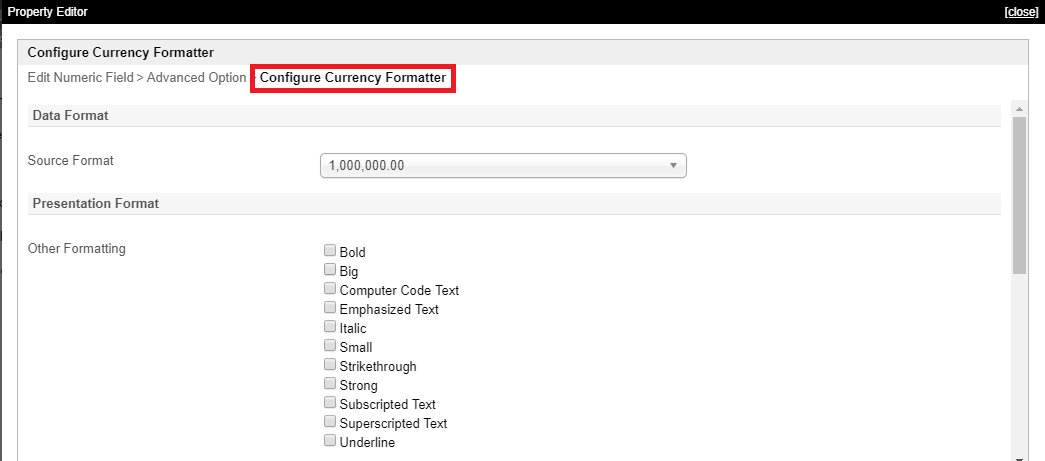 Property Editor [close]
Configure Currency Formatter
Edit Numeric Field > Advanced Option Configure Currency Formatter
Data Format
Source Format 1,000,000.00
Presentation Format
Other Formatting Bold
Big
Computer Code Text
Emphasized Text
Italic
Small
Strikethrough
Strong
Subscripted Text
Superscripted Text
Underline